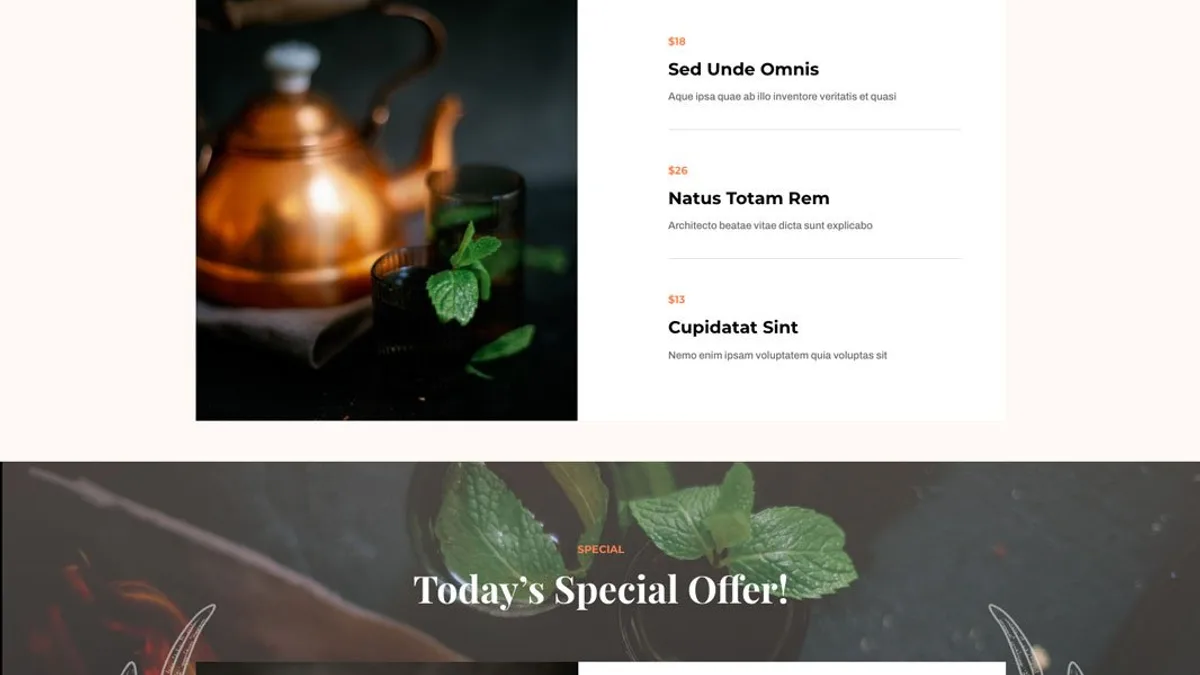 $18
Sed Unde Omnis
Aque ipsa quae ab illo inventore veritatis et quasi
$26
Natus Totam Rem
Architecto beatae vitae dicta sunt explicabo
$13
Cupidatat Sint
Nemo enim ipsam voluptatem quia voluptas sit
SPECIAL
Today’s Special Offer!